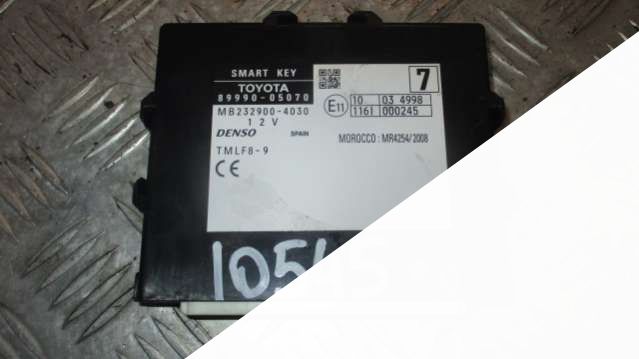 SMART KEY
TOYOTA
89990-05070
7
MB232900-4030
12V
E11
10 03 4998
1161 000245
DENSO SPAIN
MOROCCO : MR4254/2008
TMLF8-9
CE
1051